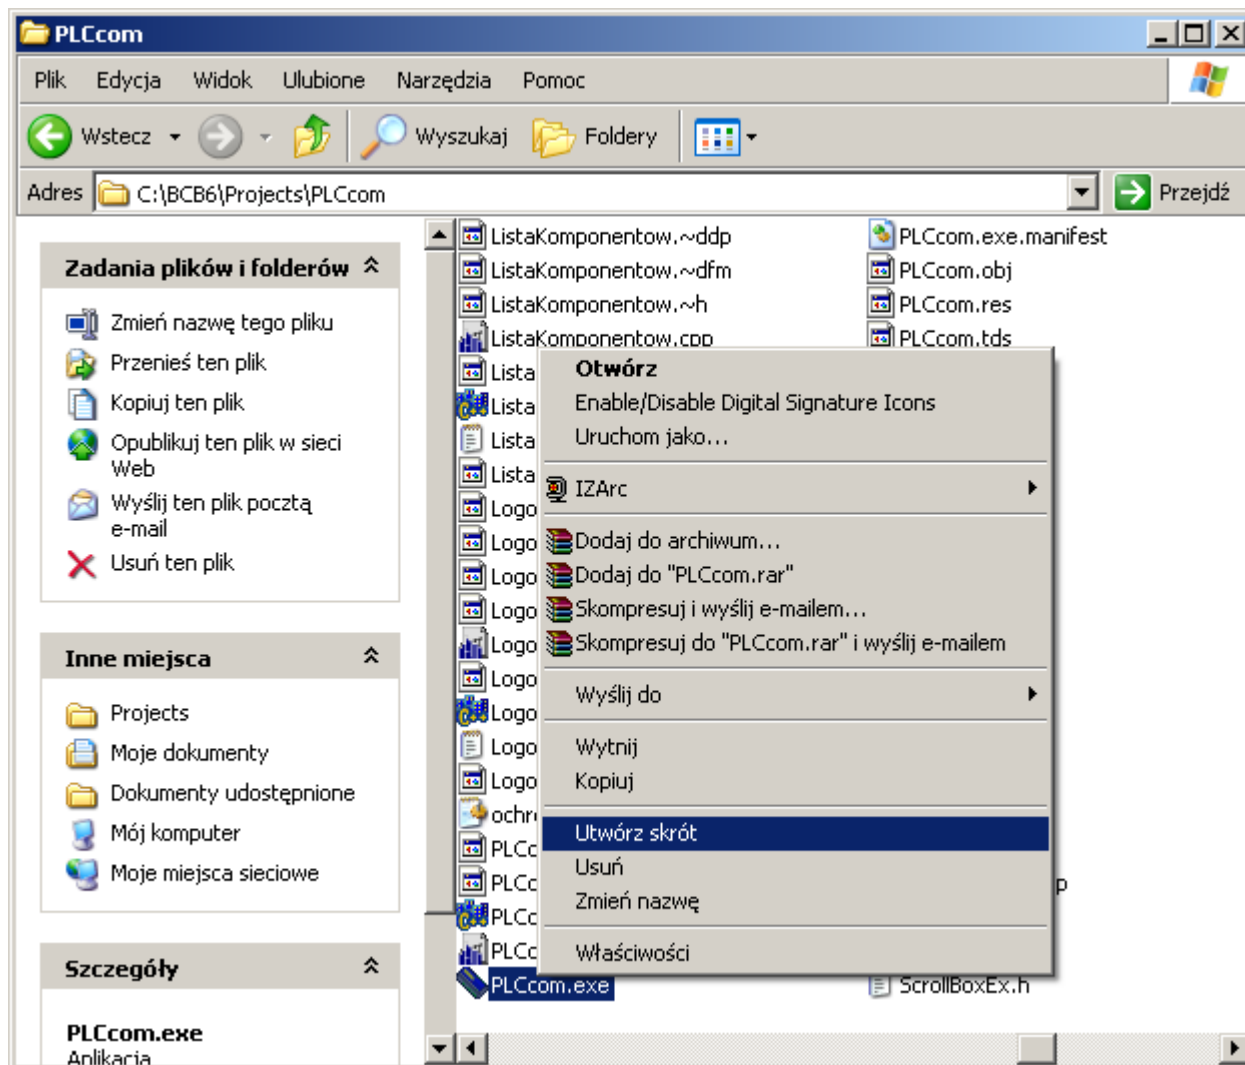 PLCcom
Plik Edycja Widok Ulubione Narzędzia Pomoc
Wstecz Wyszukaj Foldery
Adres C:\BCB6\Projects\PLCcom Przejdź
Zadania plików i folderów
Zmień nazwę tego pliku
Przenieś ten plik
Kopiuj ten plik
Opublikuj ten plik w sieci
Web
Wyślij ten plik pocztą
e-mail
Usuń ten plik
Inne miejsca
Projects
Moje dokumenty
Dokumenty udostępnione
Mój komputer
Moje miejsca sieciowe
Szczegóły
PLCcom.exe
Aplikacja
ListaKomponentow.~ddp
ListaKomponentow.~dfm
ListaKomponentow.~h
ListaKomponentow.cpp
Lista
Lista
Lista
Lista
Logo
Logo
Logo
Logo
Logo
Logo
Logo
Logo
Logo
PLCcom.exe
PLCcom.exe.manifest
PLCcom.obj
PLCcom.res
PLCcom.tds
ScrollBoxEx.h
Otwórz
Enable/Disable Digital Signature Icons
Uruchom jako...
IZArc
Dodaj do archiwum...
Dodaj do "PLCcom.rar"
Skompresuj i wyślij e-mailem...
Skompresuj do "PLCcom.rar" i wyślij e-mailem
Wyślij do
Wytnij
Kopiuj
Utwórz skrót
Usuń
Zmień nazwę
Właściwości